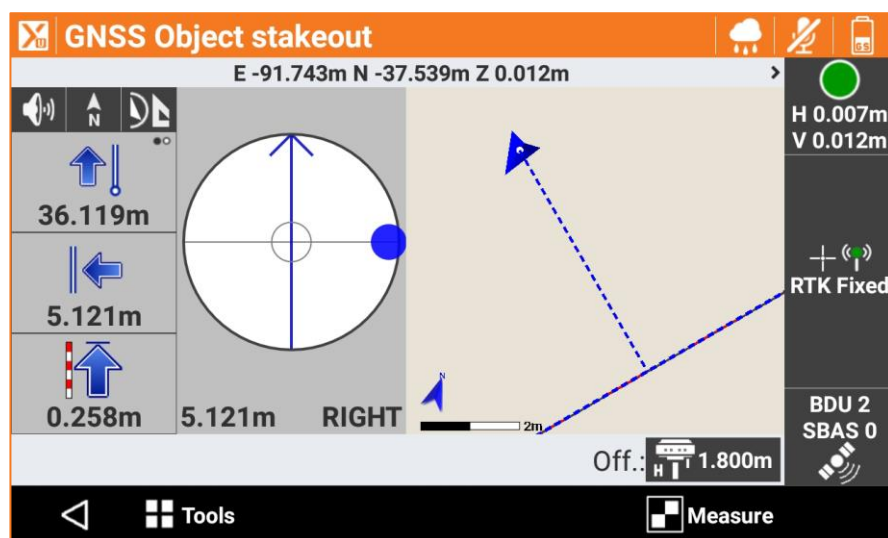 GNSS Object stakeout
GS
E -91.743m N -37.539m Z 0.012m
H 0.007m
V 0.012m
N
36.119m
5.121m
0.258m
5.121m RIGHT
N
2m
RTK Fixed
BDU 2
SBAS 0
Off.: H 1.800m
Tools
Measure